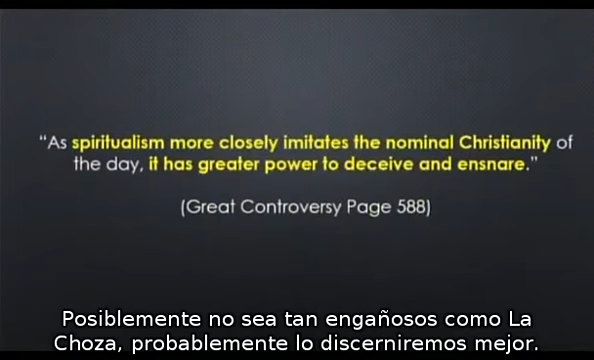 “As spiritualism more closely imitates the nominal Christianity of
the day, it has greater power to deceive and ensnare.”
(Great Controversy Page 588)
Posiblemente no sea tan engañosos como La
Choza, probablemente lo discerniremos mejor.